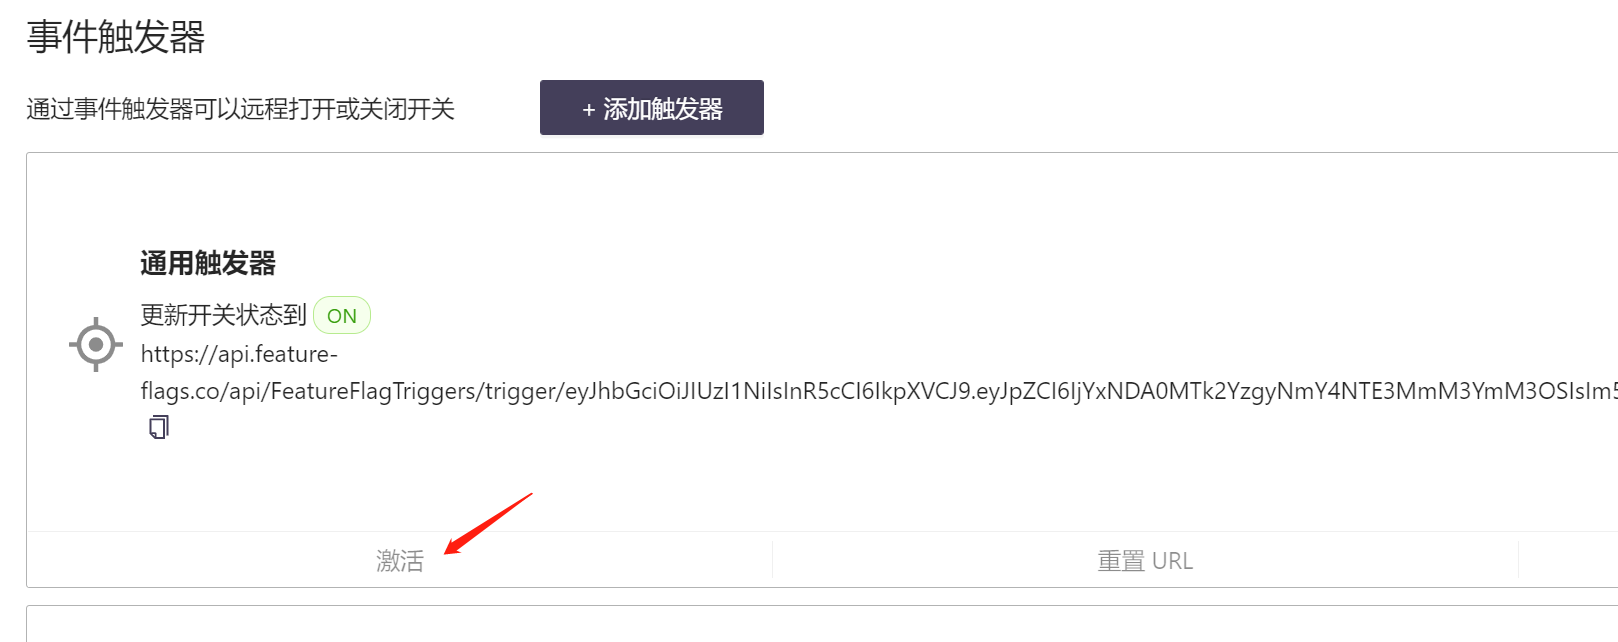 事件触发器
通过事件触发器可以远程打开或关闭开关
+ 添加触发器
通用触发器
更新开关状态到 ON
https://api.feature-
flags.co/api/FeatureFlagTriggers/trigger/eyJhbGciOiJIUzI1NiIsInR5cCI6IkpXVCJ9.eyJpZCI6IjYxNDA0MTk2YzgyNmY4NTE3MmM3YmM3OSIsIm5
激活
重置 URL